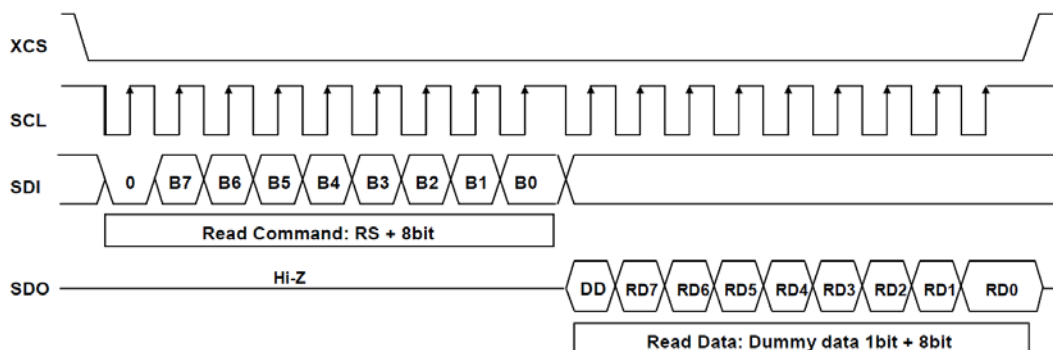 XCS
SCL
SDI 0 B7 B6 B5 B4 B3 B2 B1 B0
Read Command: RS + 8bit
SDO Hi-Z DD RD7 RD6 RD5 RD4 RD3 RD2 RD1 RD0
Read Data: Dummy data 1bit + 8bit